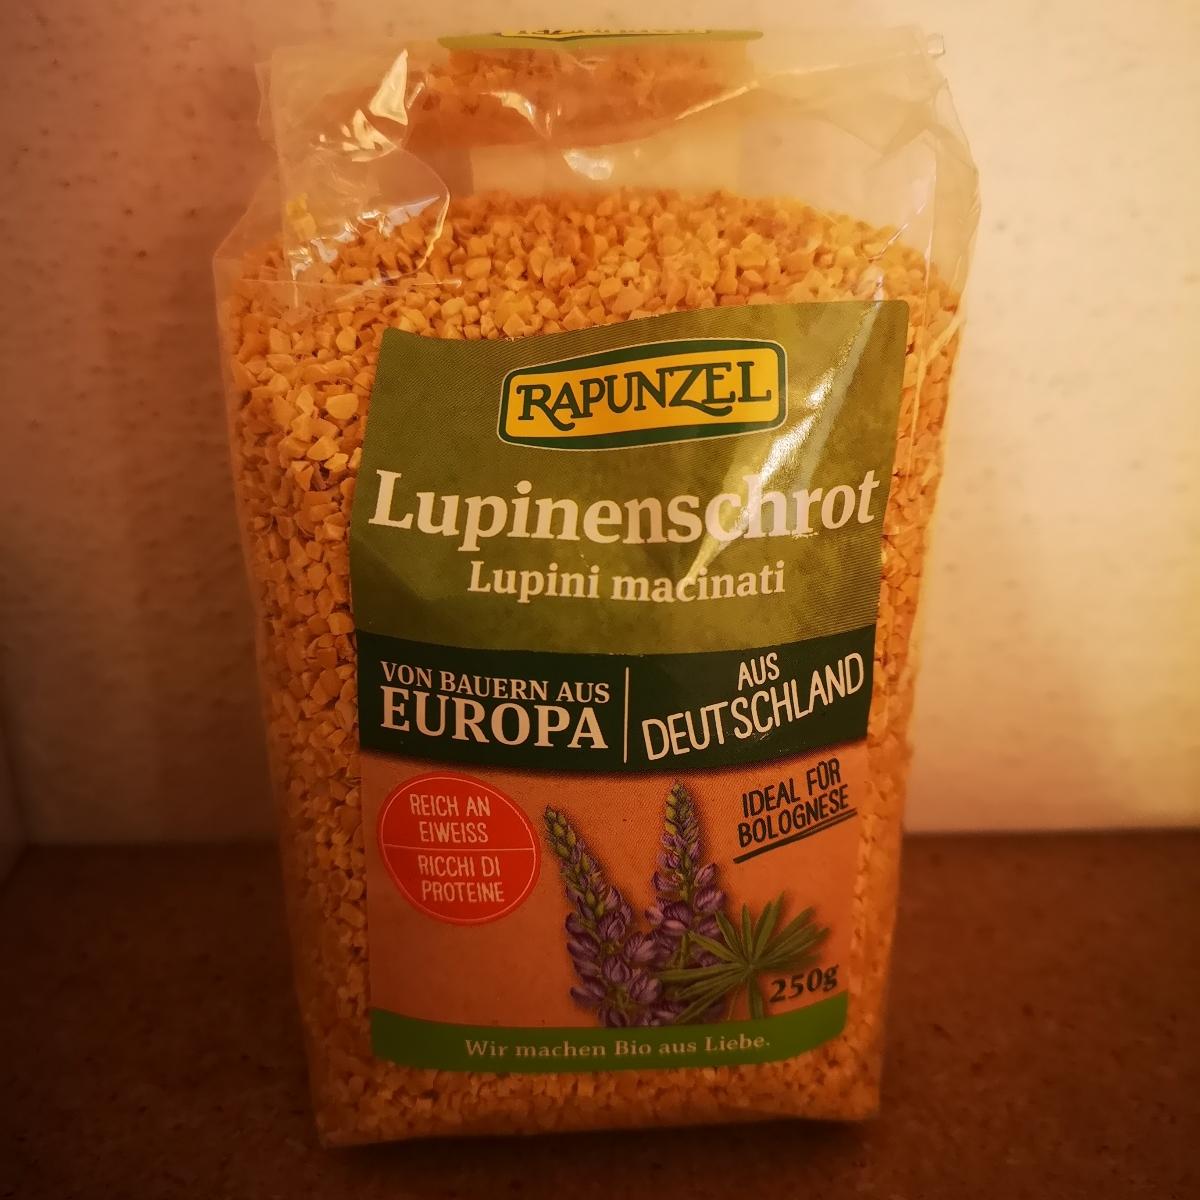 RAPUNZEL
Lupinenschrot
Lupini macinati
VON BAUERN AUS
EUROPA
AUS
DEUTSCHLAND
IDEAL FÜR
BOLOGNESE
REICH AN
EIWEISS
RICCHI DI
PROTEINE
250g
Wir machen Bio aus Liebe.